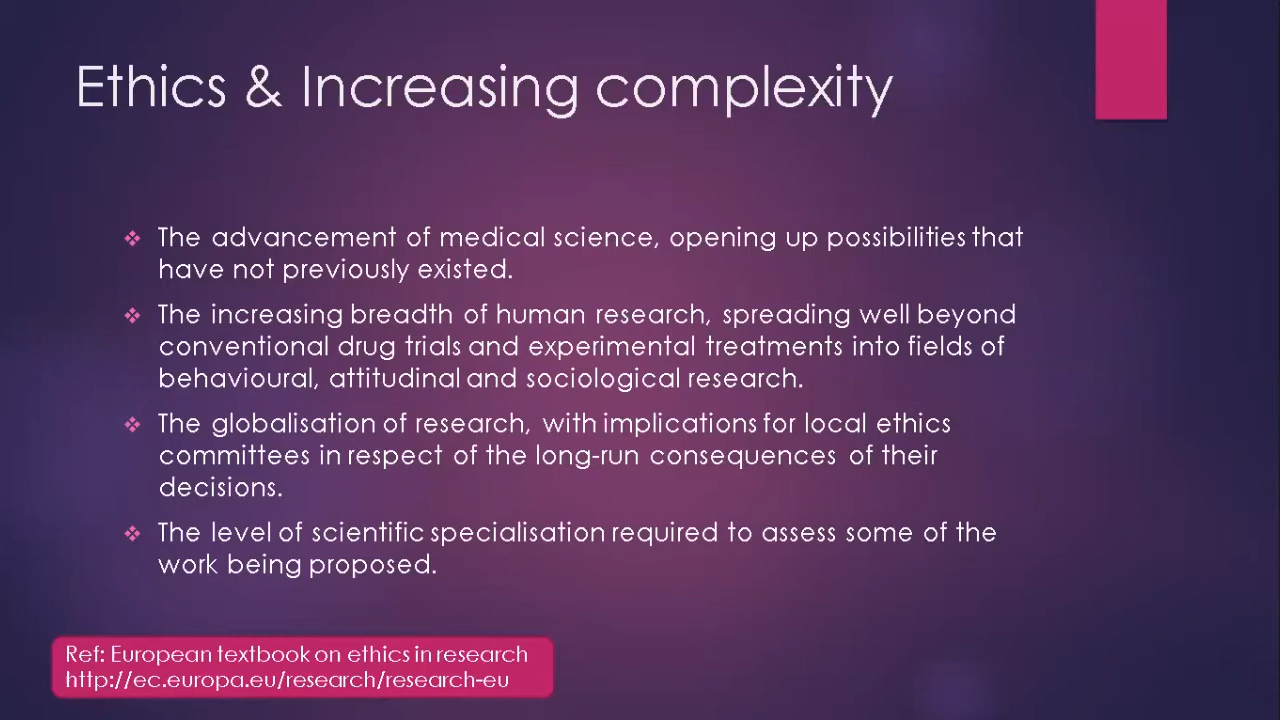 Ethics & Increasing complexity
The advancement of medical science, opening up possibilities that
have not previously existed.
The increasing breadth of human research, spreading well beyond
conventional drug trials and experimental treatments into fields of
behavioural, attitudinal and sociological research.
The globalisation of research, with implications for local ethics
committees in respect of the long-run consequences of their
decisions.
The level of scientific specialisation required to assess some of the
work being proposed.
Ref: European textbook on ethics in research
http://ec.europa.eu/research/research-eu